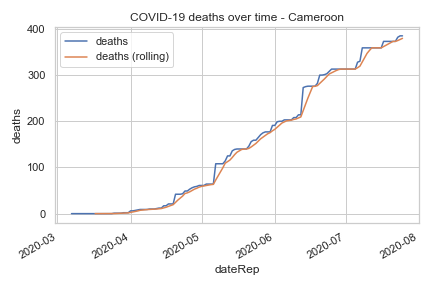 COVID-19 deaths over time - Cameroon
deaths
deaths (rolling)
400
300
200
100
0
deaths
2020-03
2020-04
2020-05
2020-06
2020-07
2020-08
dateRep